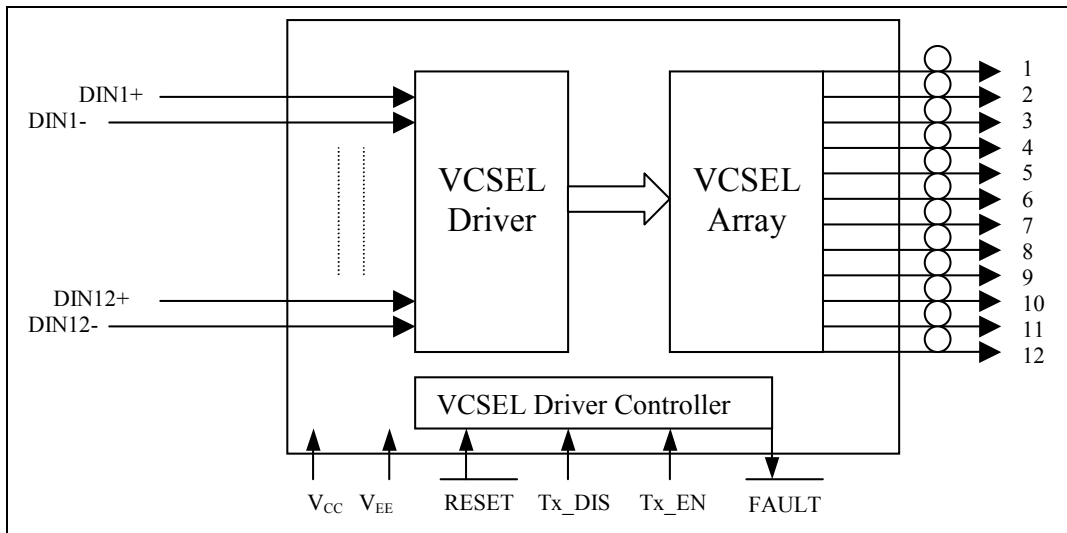 DIN1+
DIN1-
DIN12+
DIN12-
VCSEL
Driver
VCSEL
Array
1
2
3
4
5
6
7
8
9
10
11
12
VCSEL Driver Controller
VCC
VEE
RESET
Tx_DIS
Tx_EN
FAULT